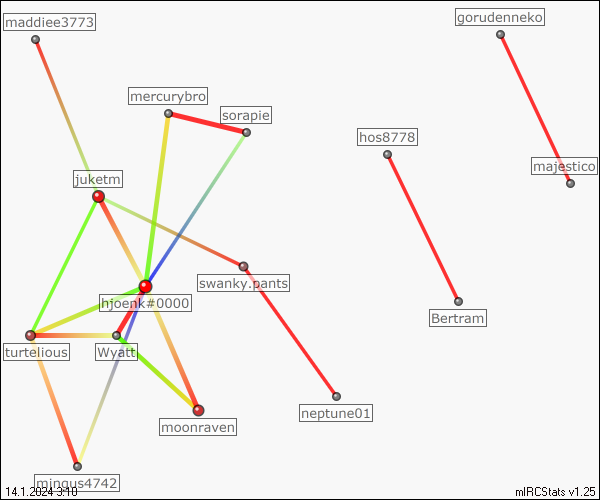 gorudenneko
maddiee3773
mercurybro
sorapie
hos8778
majestico
juketm
swanky.pants
hjoenk#0000
Bertram
turtelious
Wyatt
neptune01
moonraven
mingus4742
14.1.2024 3:10
mIRCStats v1.25